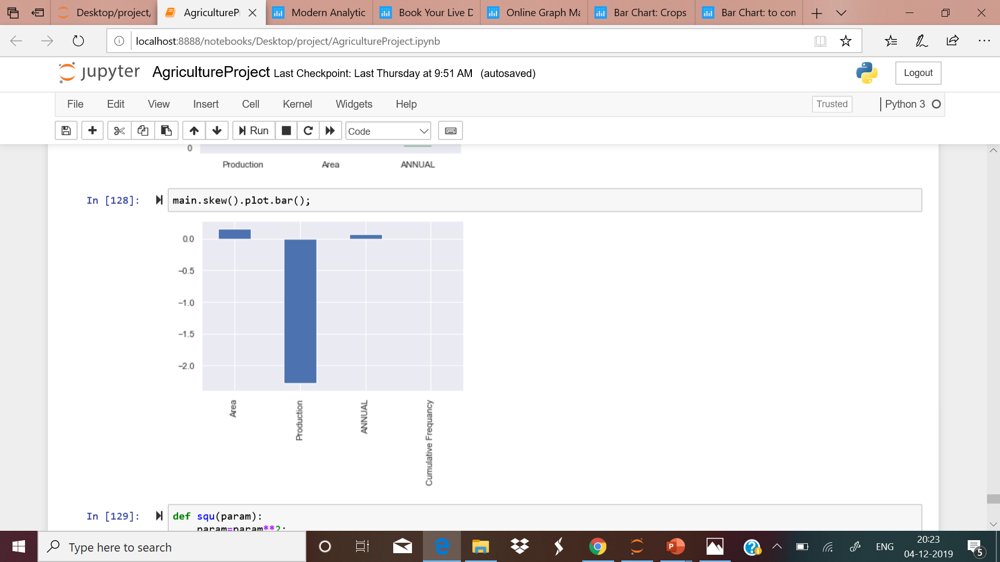 Desktop/project/
AgricultureP
Modern Analytic
Book Your Live D
Online Graph Ma
Bar Chart: Crops
Bar Chart: to con
localhost:8888/notebooks/Desktop/project/AgricultureProject.ipynb
jupyter AgricultureProject Last Checkpoint: Last Thursday at 9:51 AM (autosaved)
Logout
File Edit View Insert Cell Kernel Widgets Help
Trusted
Python 3
Run
Code
0
Production Area ANNUAL
In [128]: main.skew().plot.bar();
0.0
−0.5
−1.0
−1.5
−2.0
Area
Production
ANNUAL
Cumulative Frequancy
In [129]: def squ(param):
param=param**2;
Type here to search
P
ENG
20:23
04-12-2019
5